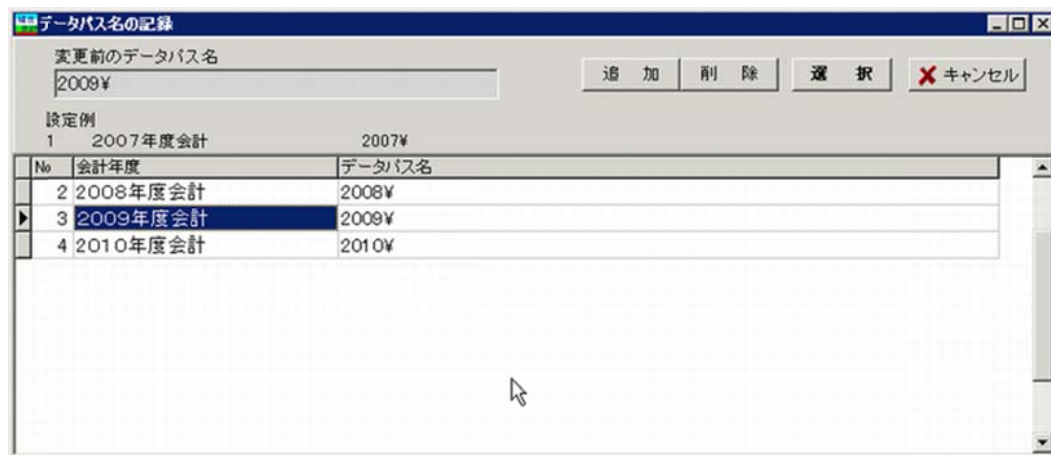 データパス名の記録
変更前のデータパス名
2009¥
追 加 削 除 選 択 キャンセル
設定例
1 2007年度会計 2007¥
No 会計年度 データパス名
2 2008年度会計 2008¥
3 2009年度会計 2009¥
4 2010年度会計 2010¥